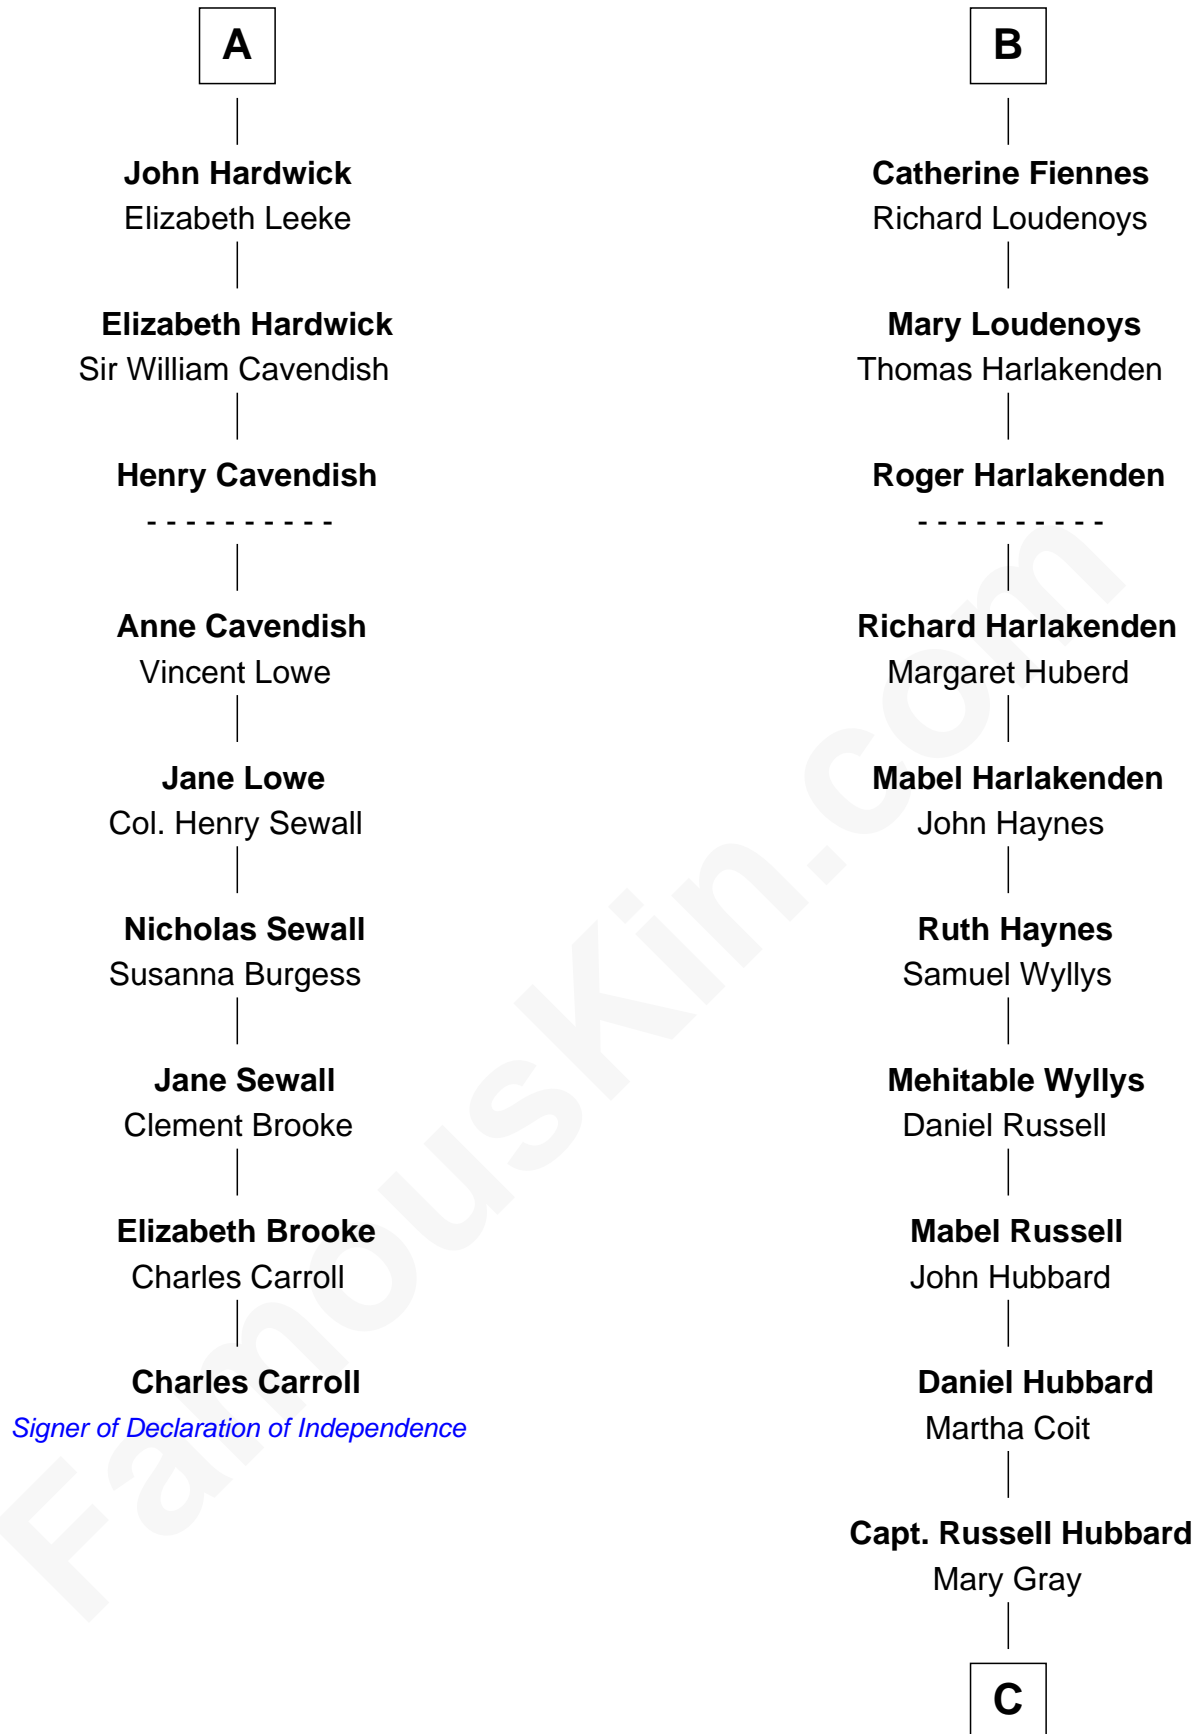 A
John Hardwick
Elizabeth Leeke
Elizabeth Hardwick
Sir William Cavendish
Henry Cavendish
- - - - - - - - - -
Anne Cavendish
Vincent Lowe
Jane Lowe
Col. Henry Sewall
Nicholas Sewall
Susanna Burgess
Jane Sewall
Clement Brooke
Elizabeth Brooke
Charles Carroll
Charles Carroll
Signer of Declaration of Independence
B
Catherine Fiennes
Richard Loudenoys
Mary Loudenoys
Thomas Harlakenden
Roger Harlakenden
- - - - - - - - - -
Richard Harlakenden
Margaret Huberd
Mabel Harlakenden
John Haynes
Ruth Haynes
Samuel Wyllys
Mehitable Wyllys
Daniel Russell
Mabel Russell
John Hubbard
Daniel Hubbard
Martha Coit
Capt. Russell Hubbard
Mary Gray
C
FamousKin.com